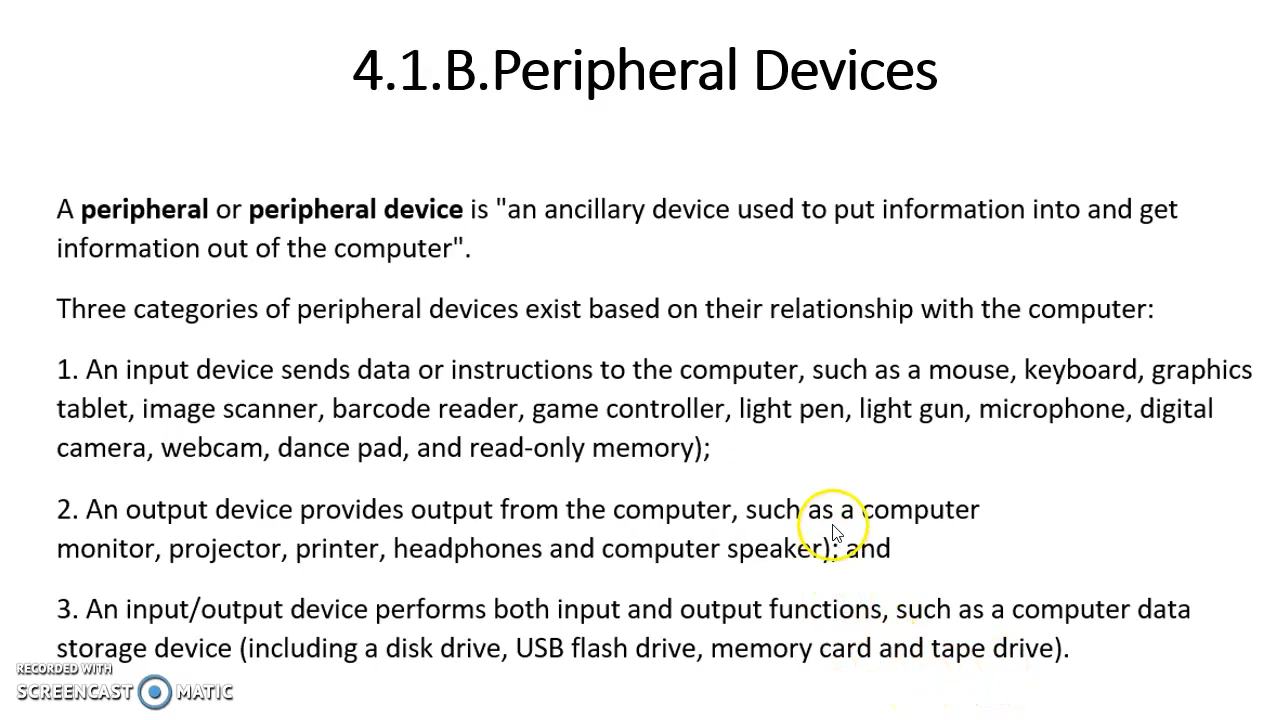 4.1.B.Peripheral Devices
A peripheral or peripheral device is "an ancillary device used to put information into and get
information out of the computer".
Three categories of peripheral devices exist based on their relationship with the computer:
1. An input device sends data or instructions to the computer, such as a mouse, keyboard, graphics
tablet, image scanner, barcode reader, game controller, light pen, light gun, microphone, digital
camera, webcam, dance pad, and read-only memory);
2. An output device provides output from the computer, such as a computer
monitor, projector, printer, headphones and computer speaker); and
3. An input/output device performs both input and output functions, such as a computer data
storage device (including a disk drive, USB flash drive, memory card and tape drive).
RECORDED WITH
SCREENCAST MATIC